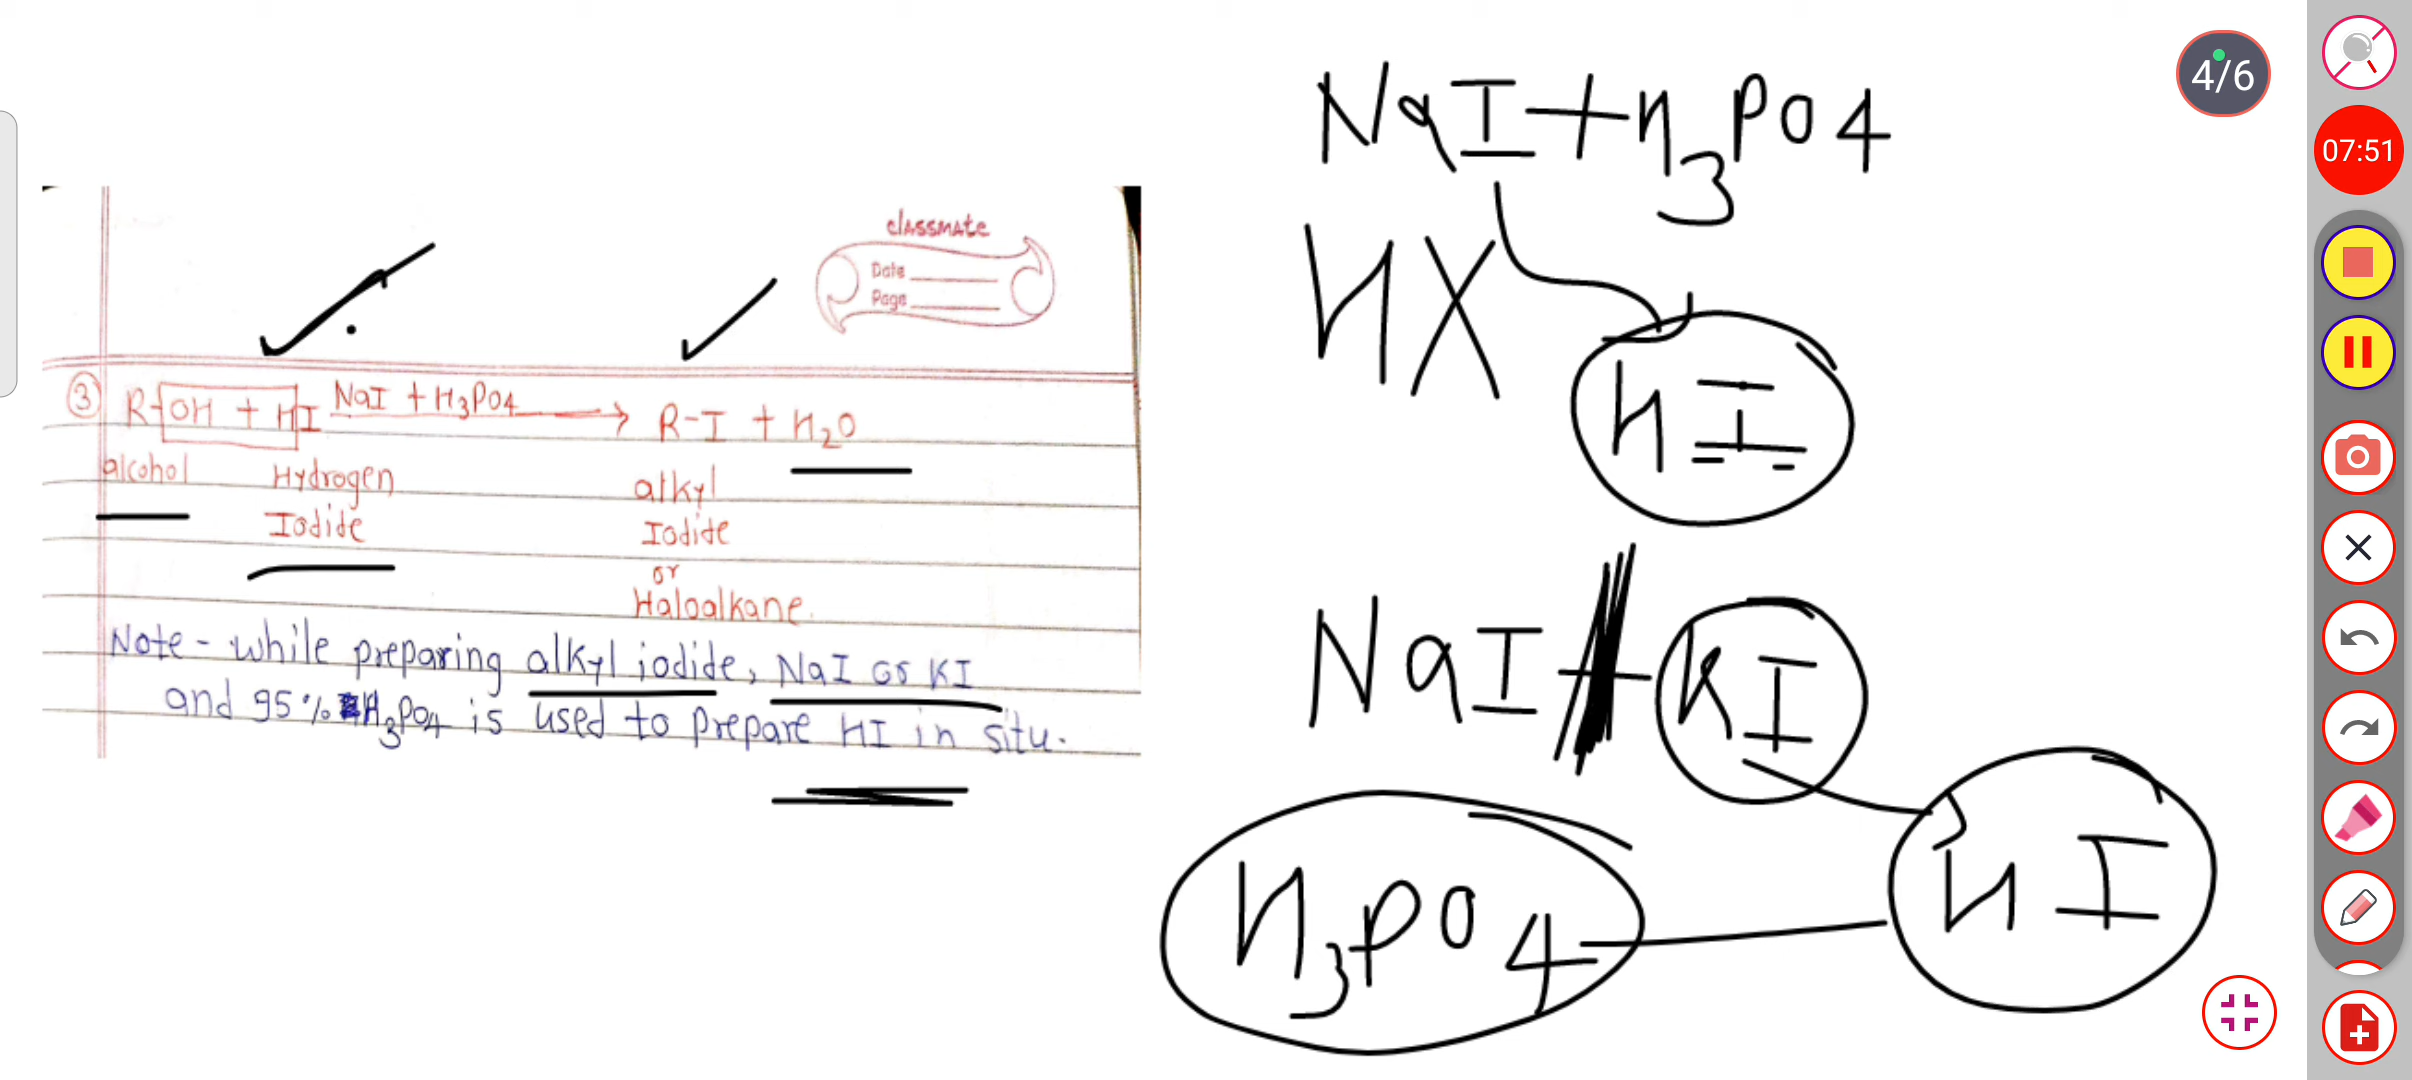 4/6
07:51
classmate
Date
Page
③ R-OH + HI NaI + H3PO4 → R-I + H2O
alcohol Hydrogen Iodide alkyl Iodide or Haloalkane.
Note - while preparing alkyl iodide, NaI or KI
and 95% H3PO4 is used to prepare HI in situ.
NaI + H3PO4
HX
HI
NaI KI
H3PO4 HI